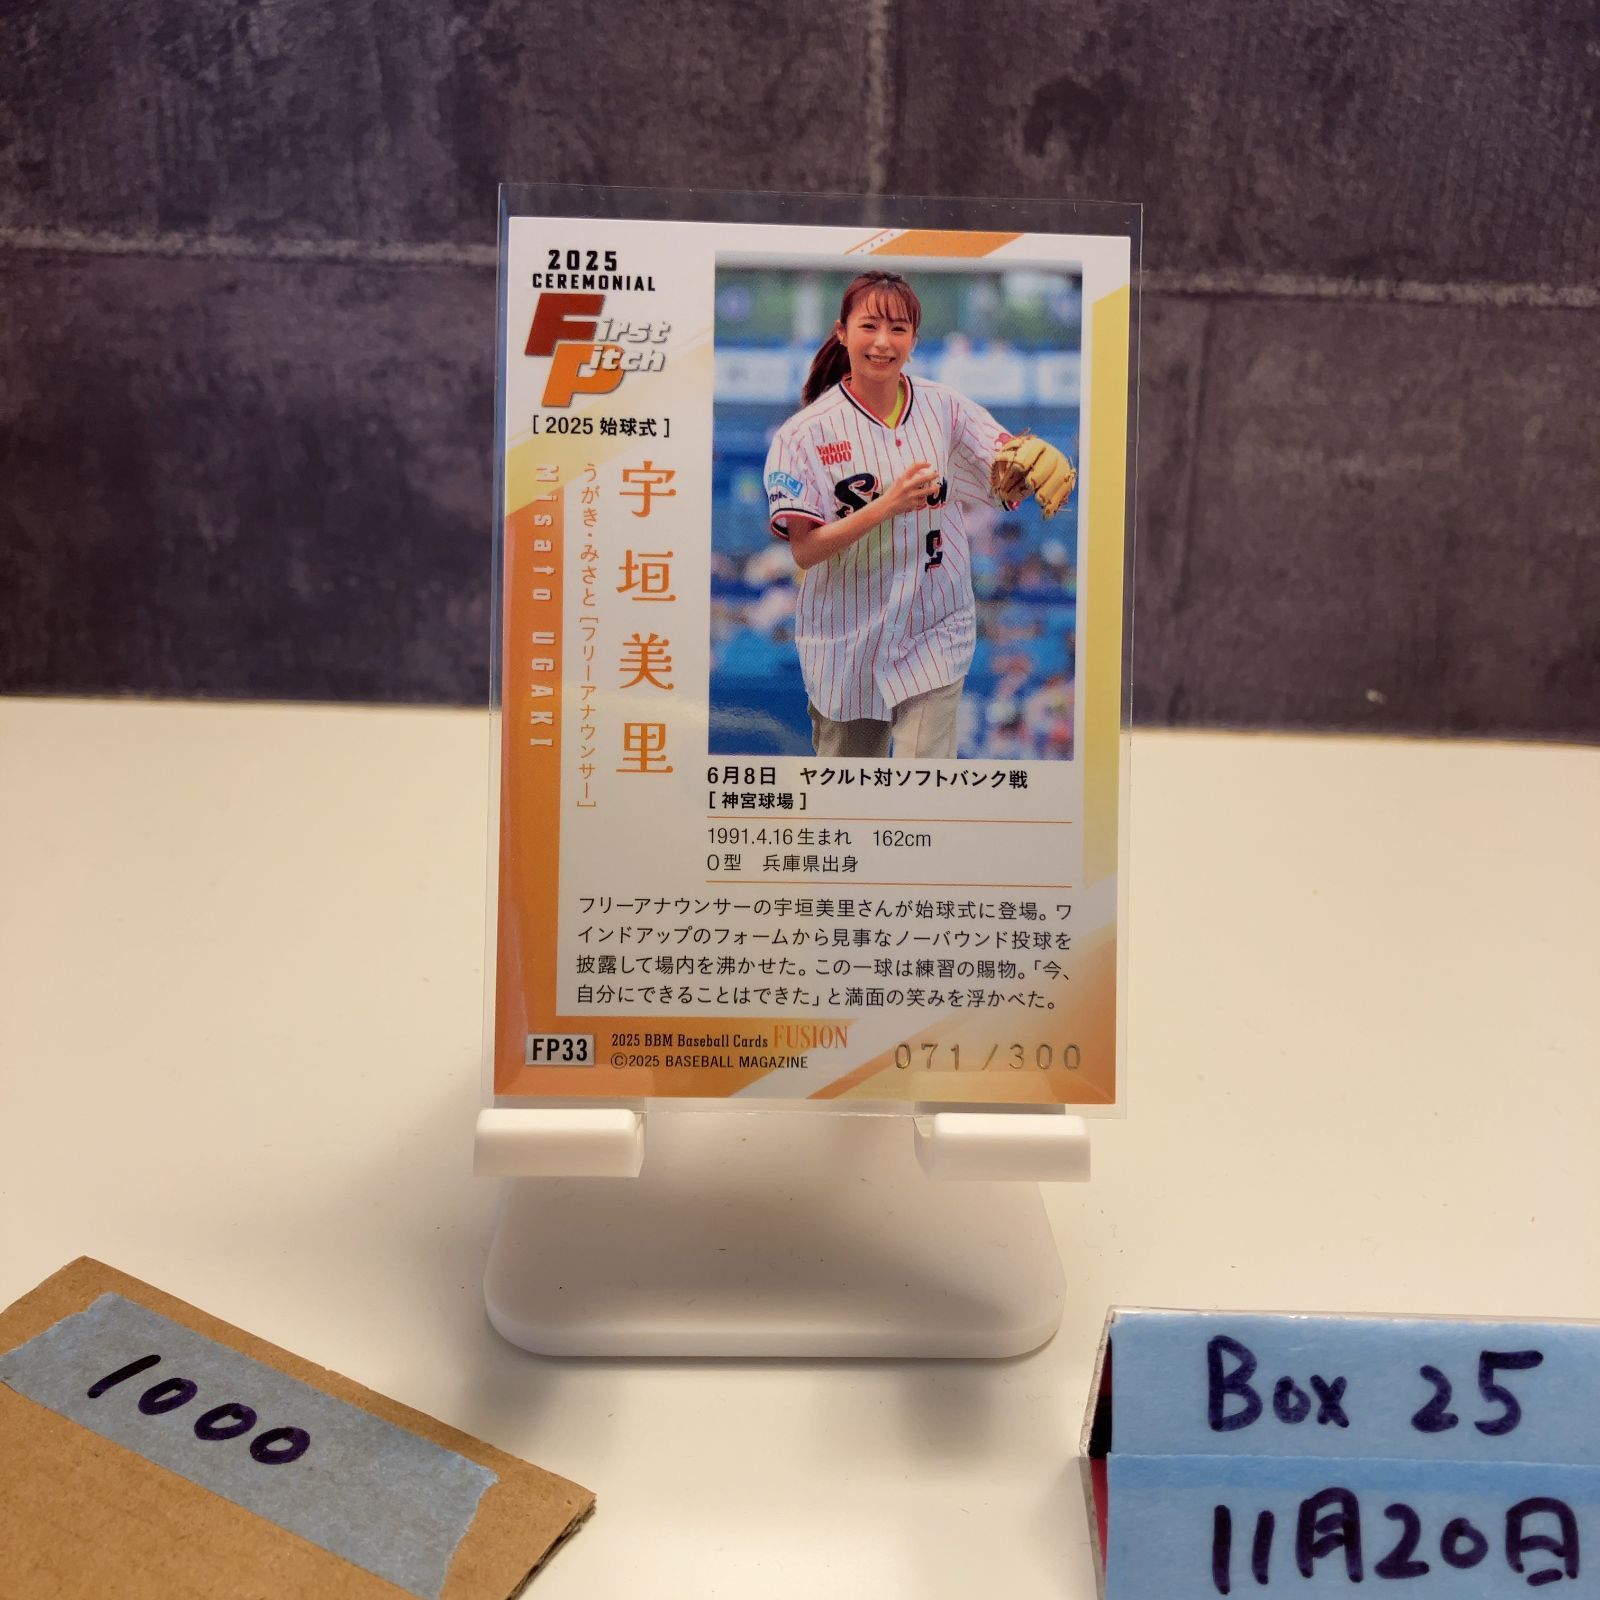 2025
CEREMONIAL
First
Pitch
[ 2025 始球式 ]
宇垣美里
うがき・みさと[フリーアナウンサー]
Misato UGAKI
Yakult
1000
6月8日 ヤクルト対ソフトバンク戦
[ 神宮球場 ]
1991.4.16生まれ 162cm
O型 兵庫県出身
フリーアナウンサーの宇垣美里さんが始球式に登場。ワ
インドアップのフォームから見事なノーバウンド投球を
披露して場内を沸かせた。この一球は練習の賜物。「今、
自分にできることはできた」と満面の笑みを浮かべた。
FP33
2025 BBM Baseball Cards FUSION
©2025 BASEBALL MAGAZINE
071/300
1000
Box 25
11月20日